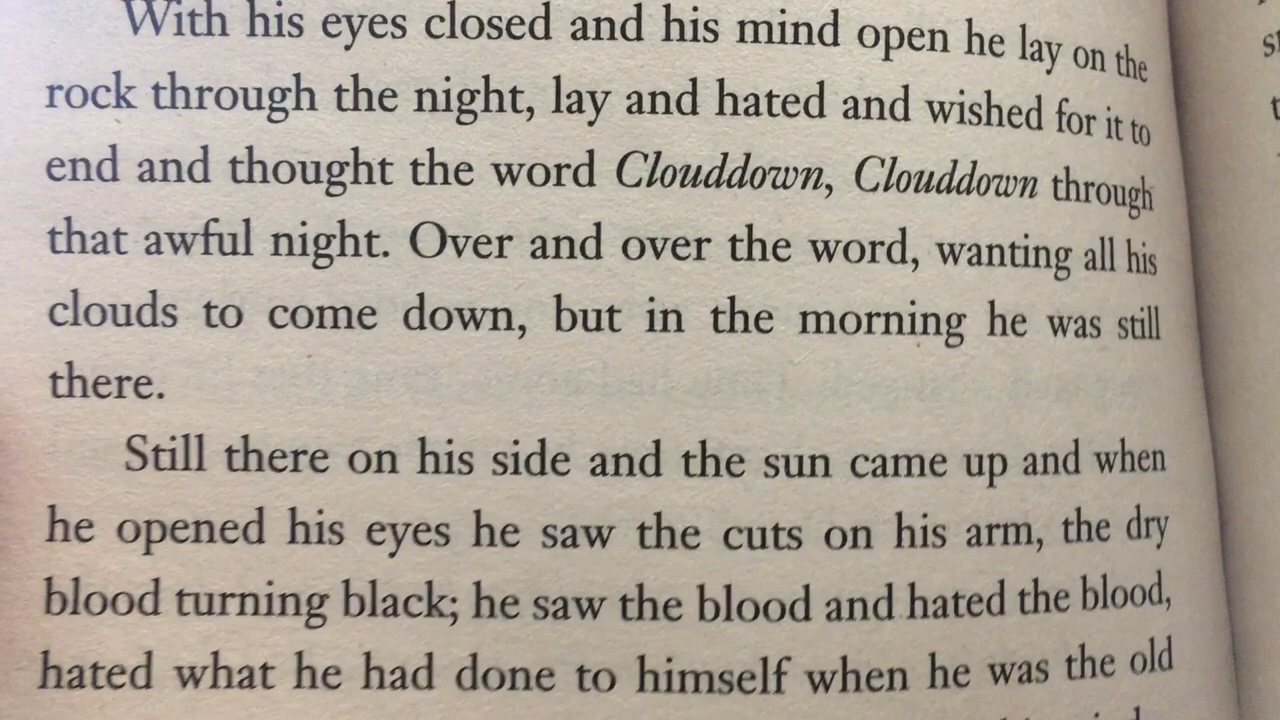 With his eyes closed and his mind open he lay on the
rock through the night, lay and hated and wished for it to
end and thought the word Clouddown, Clouddown through
that awful night. Over and over the word, wanting all his
clouds to come down, but in the morning he was still
there.
Still there on his side and the sun came up and when
he opened his eyes he saw the cuts on his arm, the dry
blood turning black; he saw the blood and hated the blood,
hated what he had done to himself when he was the old